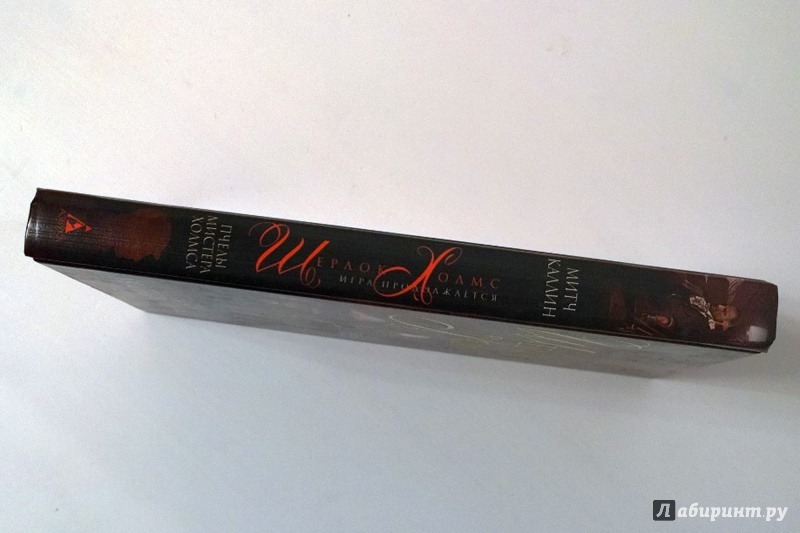 ПЧЕЛЫ
МИСТЕРА
ХОЛМСА
ШЕРЛОК ХОЛМС
ИГРА ПРОДОЛЖАЕТСЯ
МИТЧ
КАЛЛИН
Лабиринт.ру